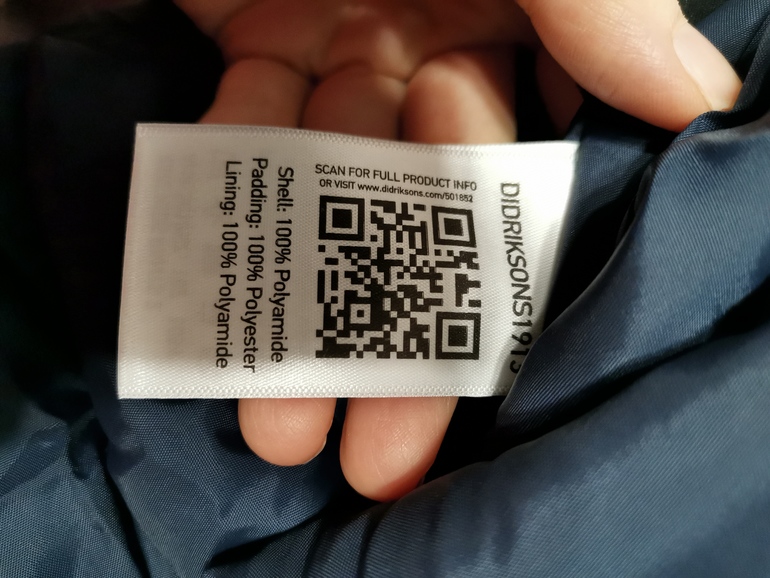 DIDRIKSONS1913
SCAN FOR FULL PRODUCT INFO
OR VISIT www.didriksons.com/501852
Shell: 100% Polyamide
Padding: 100% Polyester
Lining: 100% Polyamide